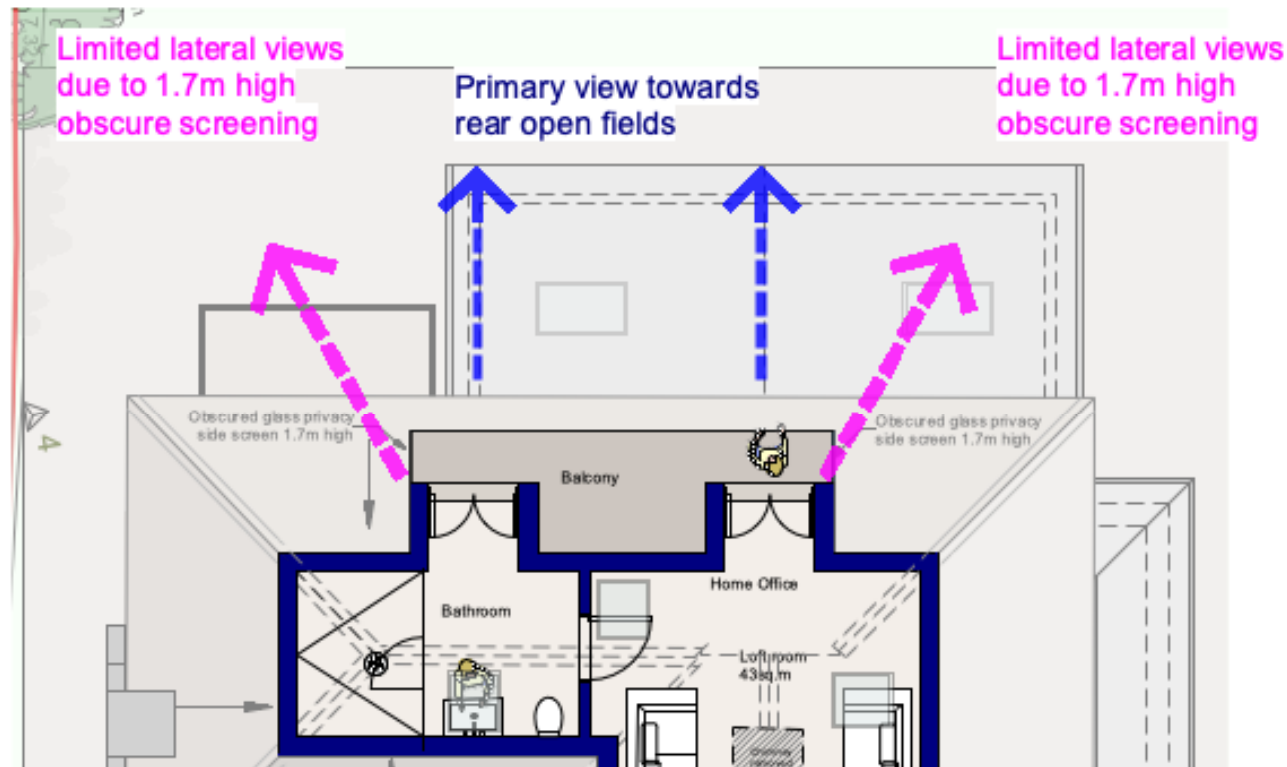 Limited lateral views
due to 1.7m high
obscure screening
Primary view towards
rear open fields
Limited lateral views
due to 1.7m high
obscure screening
Obscured glass privacy
side screen 1.7m high
Obscured glass privacy
side screen 1.7m high
4
Balcony
Home Office
Bathroom
Loft room
43sq.m